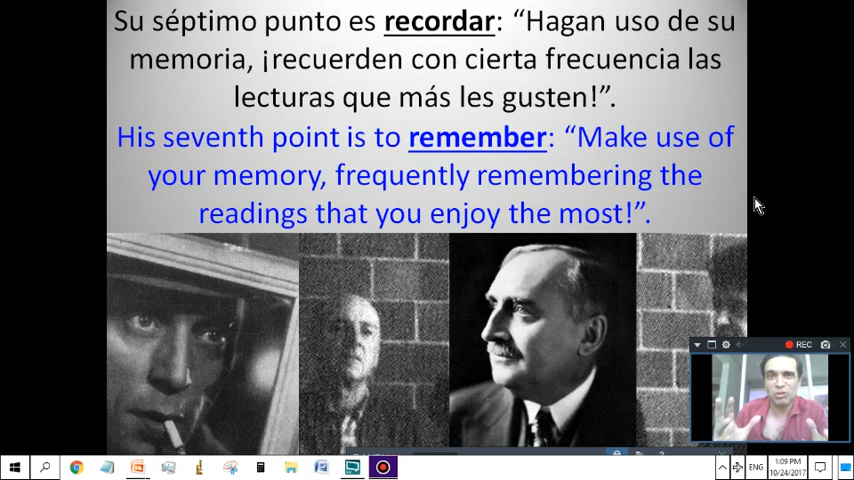 Su séptimo punto es recordar: “Hagan uso de su
memoria, ¡recuerden con cierta frecuencia las
lecturas que más les gusten!”.
His seventh point is to remember: “Make use of
your memory, frequently remembering the
readings that you enjoy the most!”.
REC
ENG
1:09 PM
10/24/2017